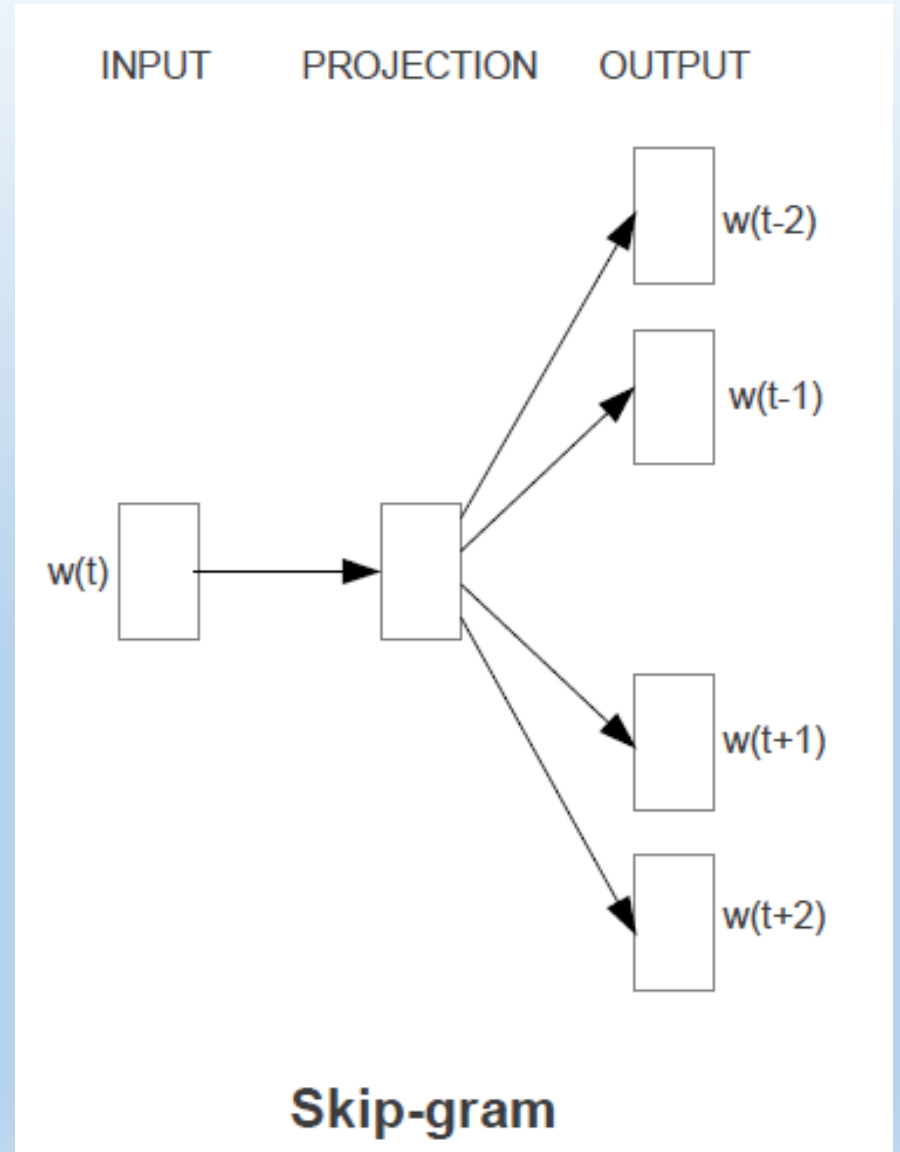 INPUT PROJECTION OUTPUT
w(t-2)
w(t-1)
w(t)
w(t+1)
w(t+2)
Skip-gram